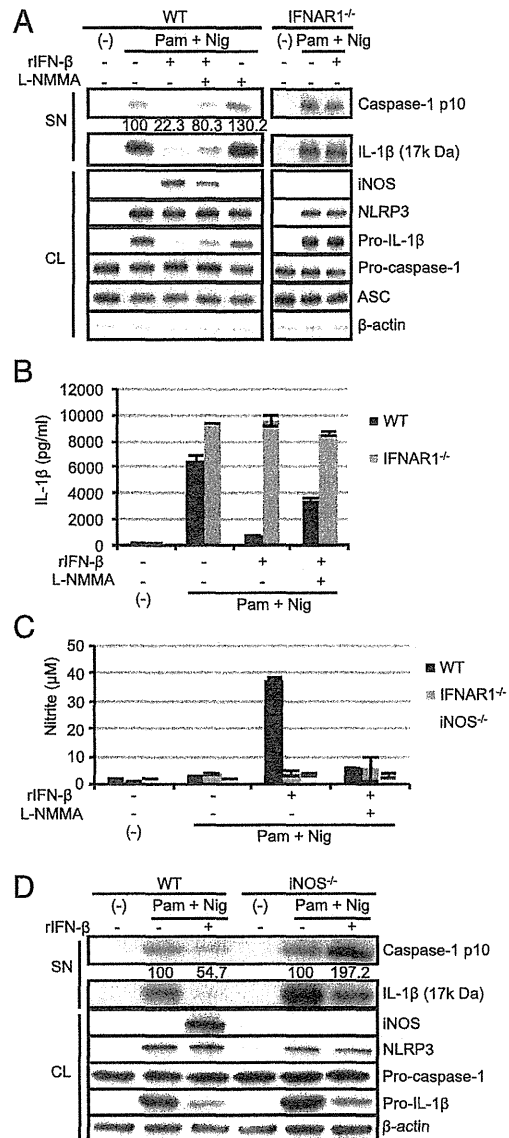 A
WT
IFNAR1-/-
(-) Pam + Nig
(-) Pam + Nig
rIFN-β - - + + -
- - +
L-NMMA - - - + +
- - -
SN
Caspase-1 p10
100 22.3 80.3 130.2
IL-1β (17k Da)
CL
iNOS
NLRP3
Pro-IL-1β
Pro-caspase-1
ASC
β-actin
B
IL-1β (pg/ml)
12000
10000
8000
6000
4000
2000
0
WT
IFNAR1-/-
rIFN-β - - + +
L-NMMA - - - +
(-)
Pam + Nig
C
Nitrite (μM)
50
40
30
20
10
0
WT
IFNAR1-/-
iNOS-/-
rIFN-β - - + +
L-NMMA - - - +
(-)
Pam + Nig
D
WT
iNOS-/-
(-) Pam + Nig
(-) Pam + Nig
rIFN-β - - + - - +
SN
Caspase-1 p10
100 54.7 100 197.2
IL-1β (17k Da)
CL
iNOS
NLRP3
Pro-caspase-1
Pro-IL-1β
β-actin